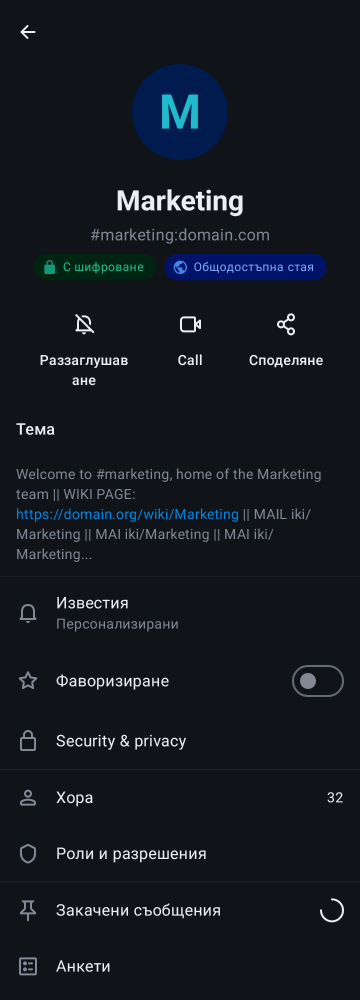 M
Marketing
#marketing:domain.com
С шифроване
Общодостъпна стая
Раззаглушав
ане
Call
Споделяне
Тема
Welcome to #marketing, home of the Marketing
team || WIKI PAGE:
https://domain.org/wiki/Marketing || MAIL iki/
Marketing || MAI iki/Marketing || MAI iki/
Marketing...
Известия
Персонализирани
Фаворизиране
Security & privacy
Хора
32
Роли и разрешения
Закачени съобщения
Анкети